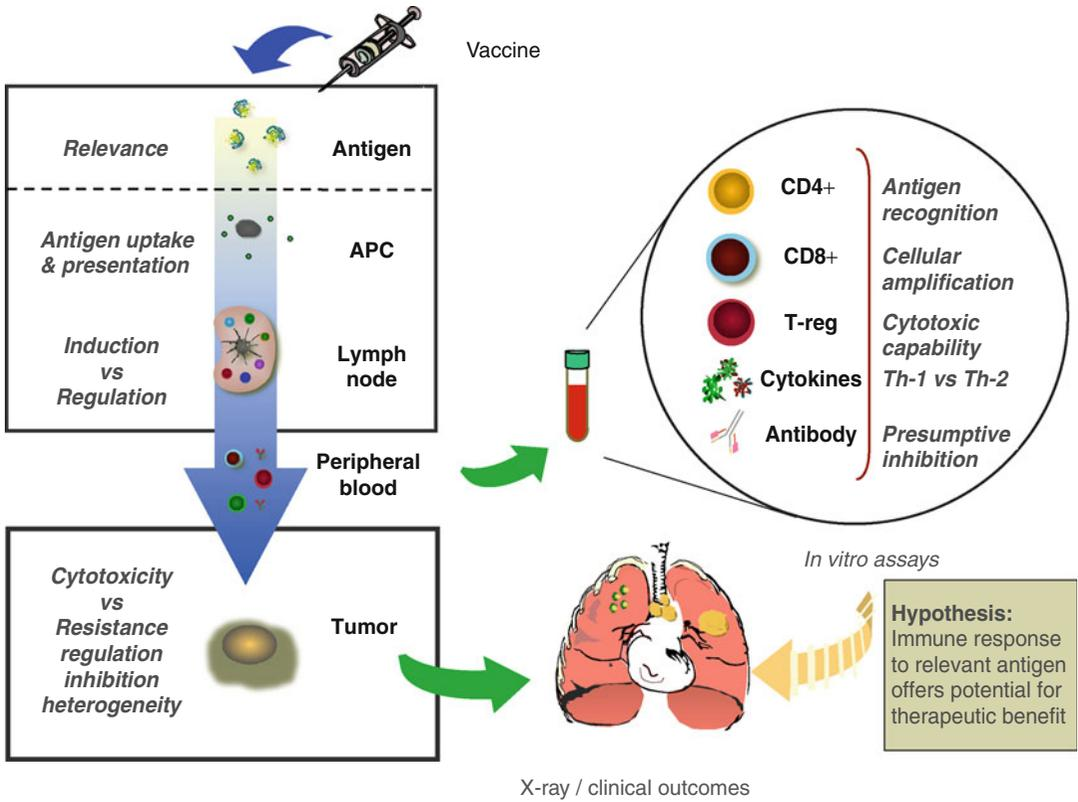 Vaccine
Relevance
Antigen
Antigen uptake
& presentation
APC
Induction
vs
Regulation
Lymph
node
Peripheral
blood
Cytotoxicity
vs
Resistance
regulation
inhibition
heterogeneity
Tumor
CD4+
Antigen
recognition
CD8+
Cellular
amplification
T-reg
Cytotoxic
capability
Cytokines
Th-1 vs Th-2
Antibody
Presumptive
inhibition
In vitro assays
Hypothesis:
Immune response
to relevant antigen
offers potential for
therapeutic benefit
X-ray / clinical outcomes